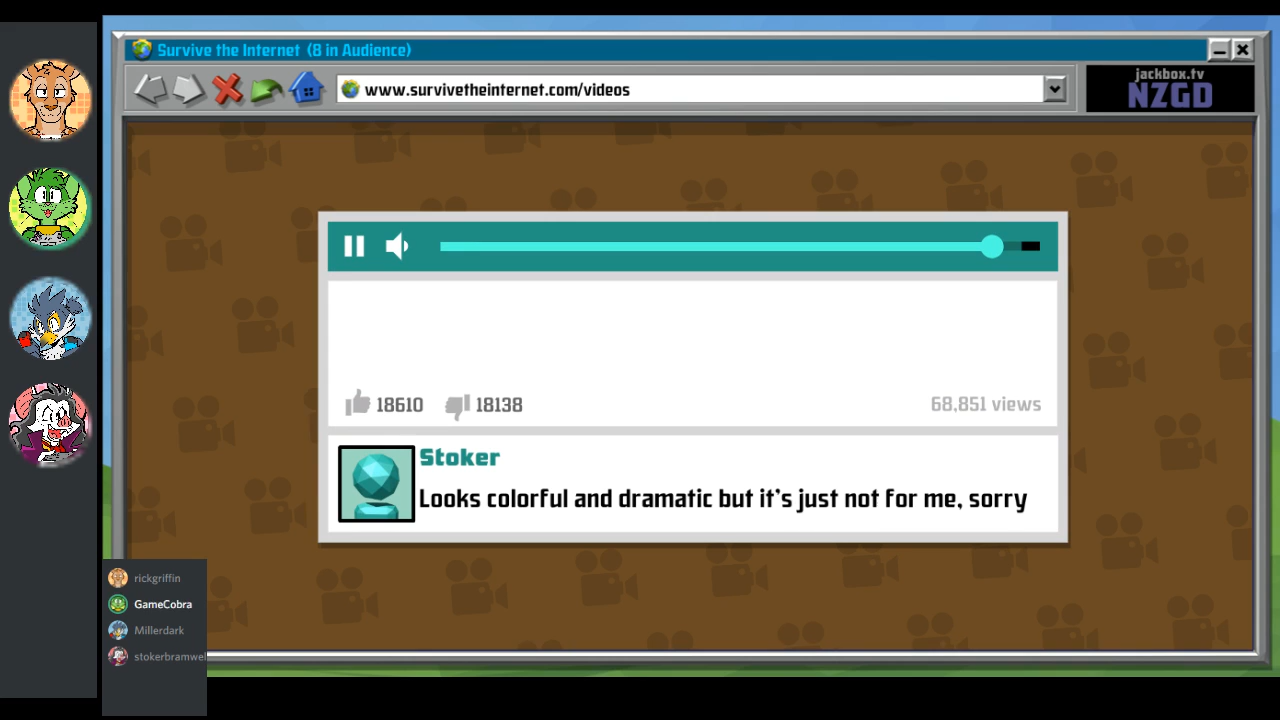 Survive the Internet (8 in Audience)
www.survivetheinternet.com/videos
jackbox.tv
NZGD
18610
18138
68,851 views
Stoker
Looks colorful and dramatic but it's just not for me, sorry
rickgriffin
GameCobra
Millerdark
stokerbramwel